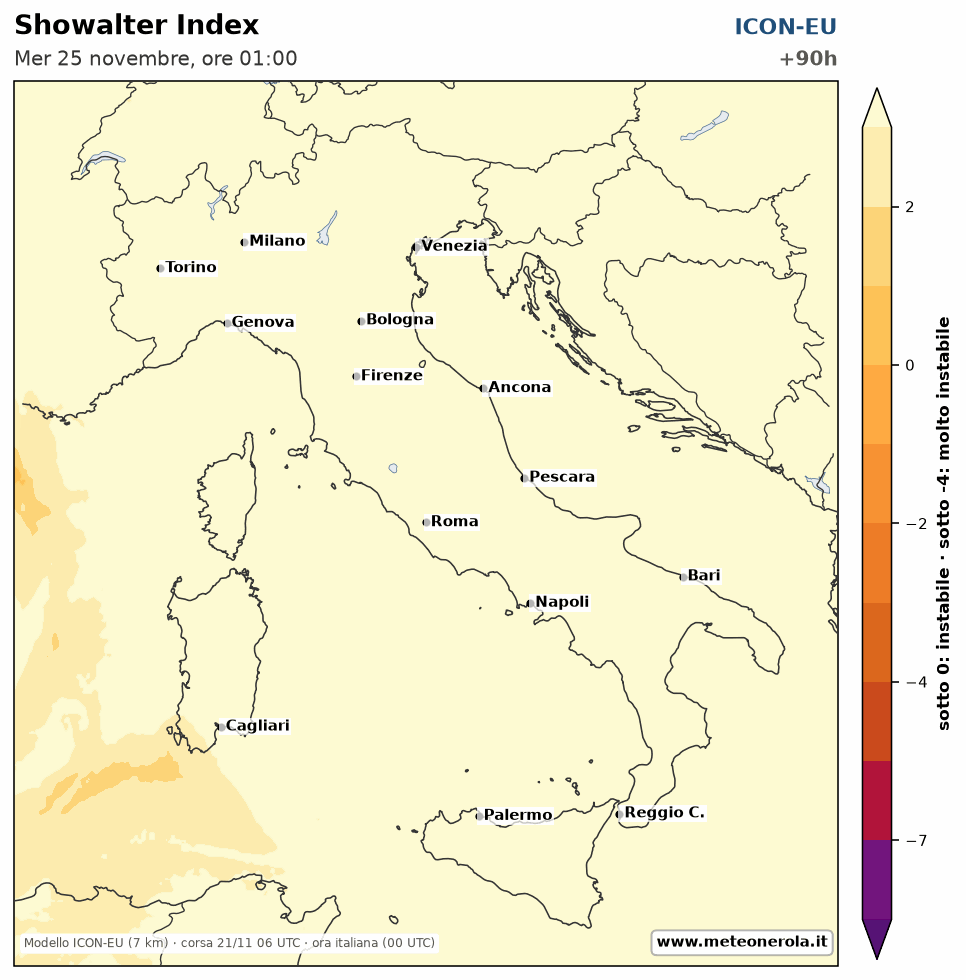 Showalter Index
ICON-EU
Mer 25 novembre, ore 01:00
+90h
Milano
Venezia
Torino
Genova
Bologna
Firenze
Ancona
Pescara
Roma
Bari
Napoli
Cagliari
Palermo
Reggio C.
2
0
−2
−4
−7
sotto 0: instabile · sotto -4: molto instabile
Modello ICON-EU (7 km) · corsa 21/11 06 UTC · ora italiana (00 UTC)
www.meteonerola.it